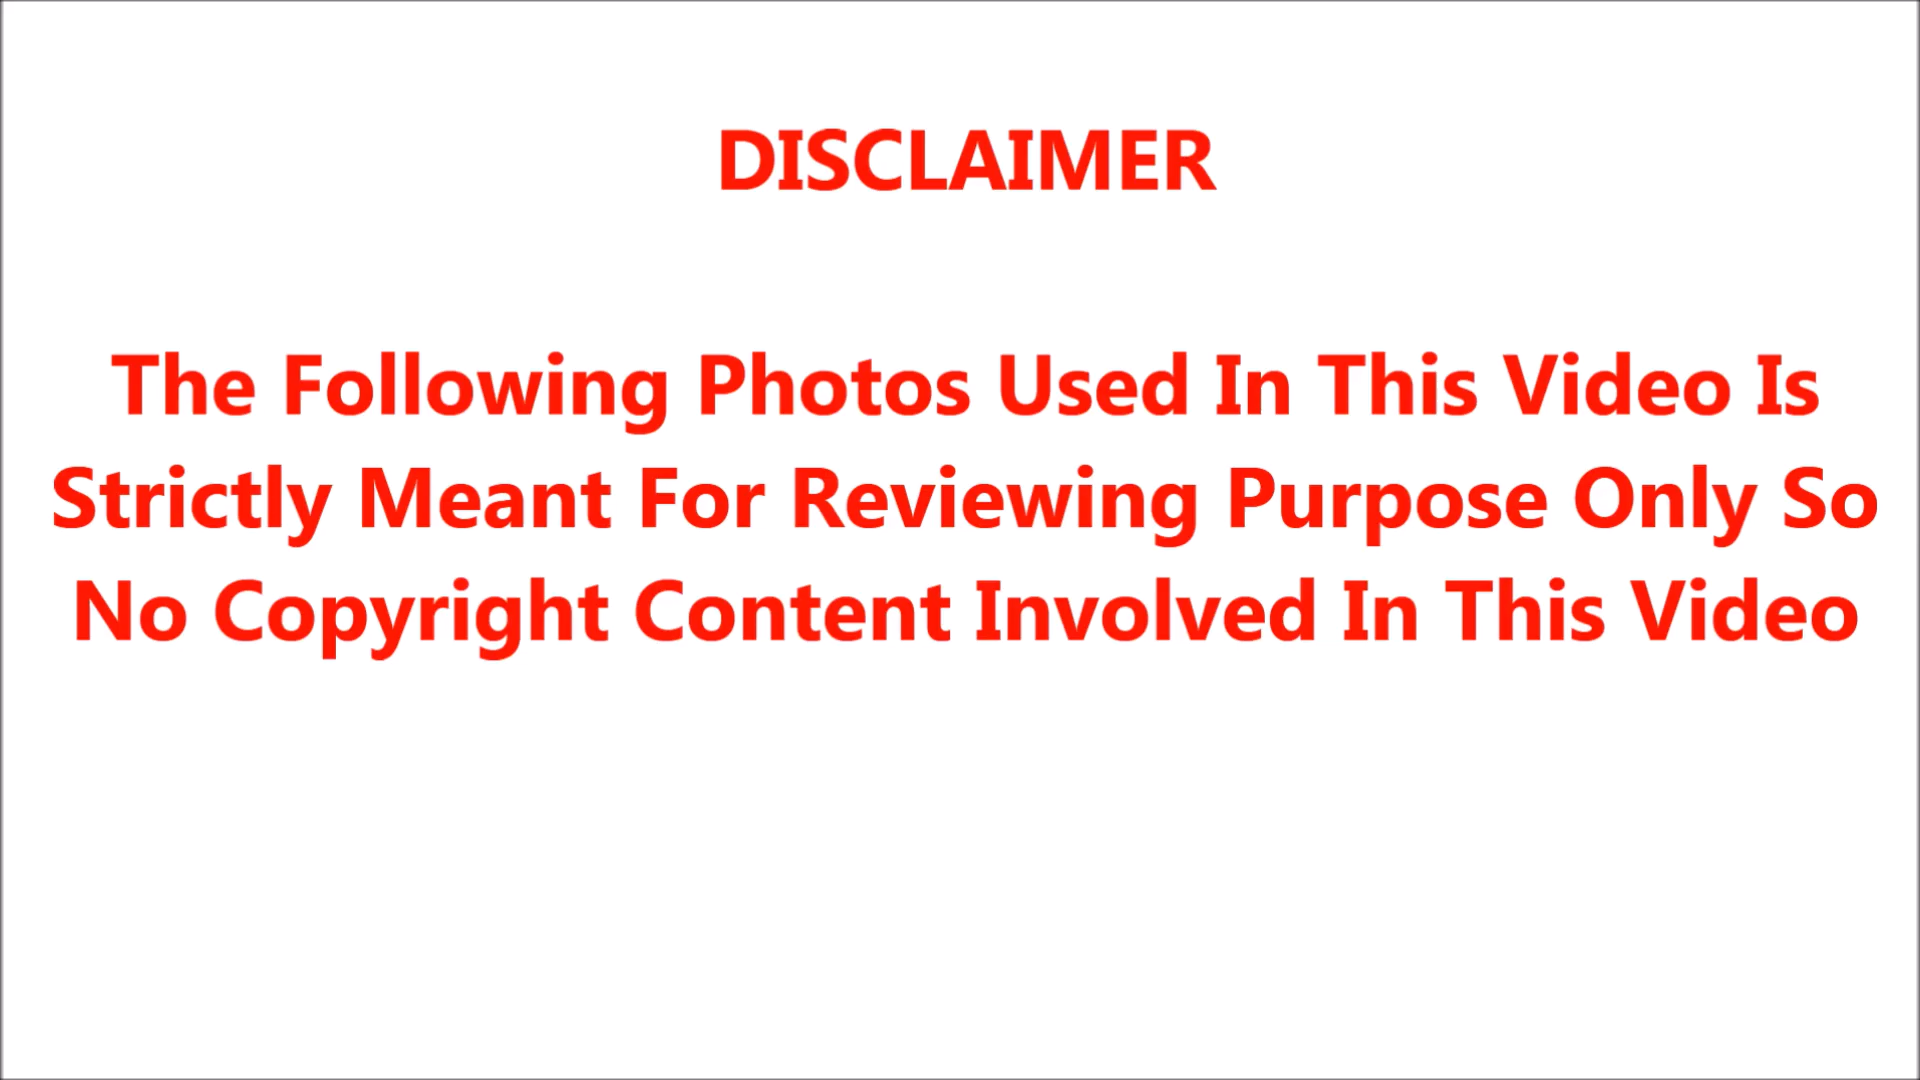 DISCLAIMER
The Following Photos Used In This Video Is
Strictly Meant For Reviewing Purpose Only So
No Copyright Content Involved In This Video